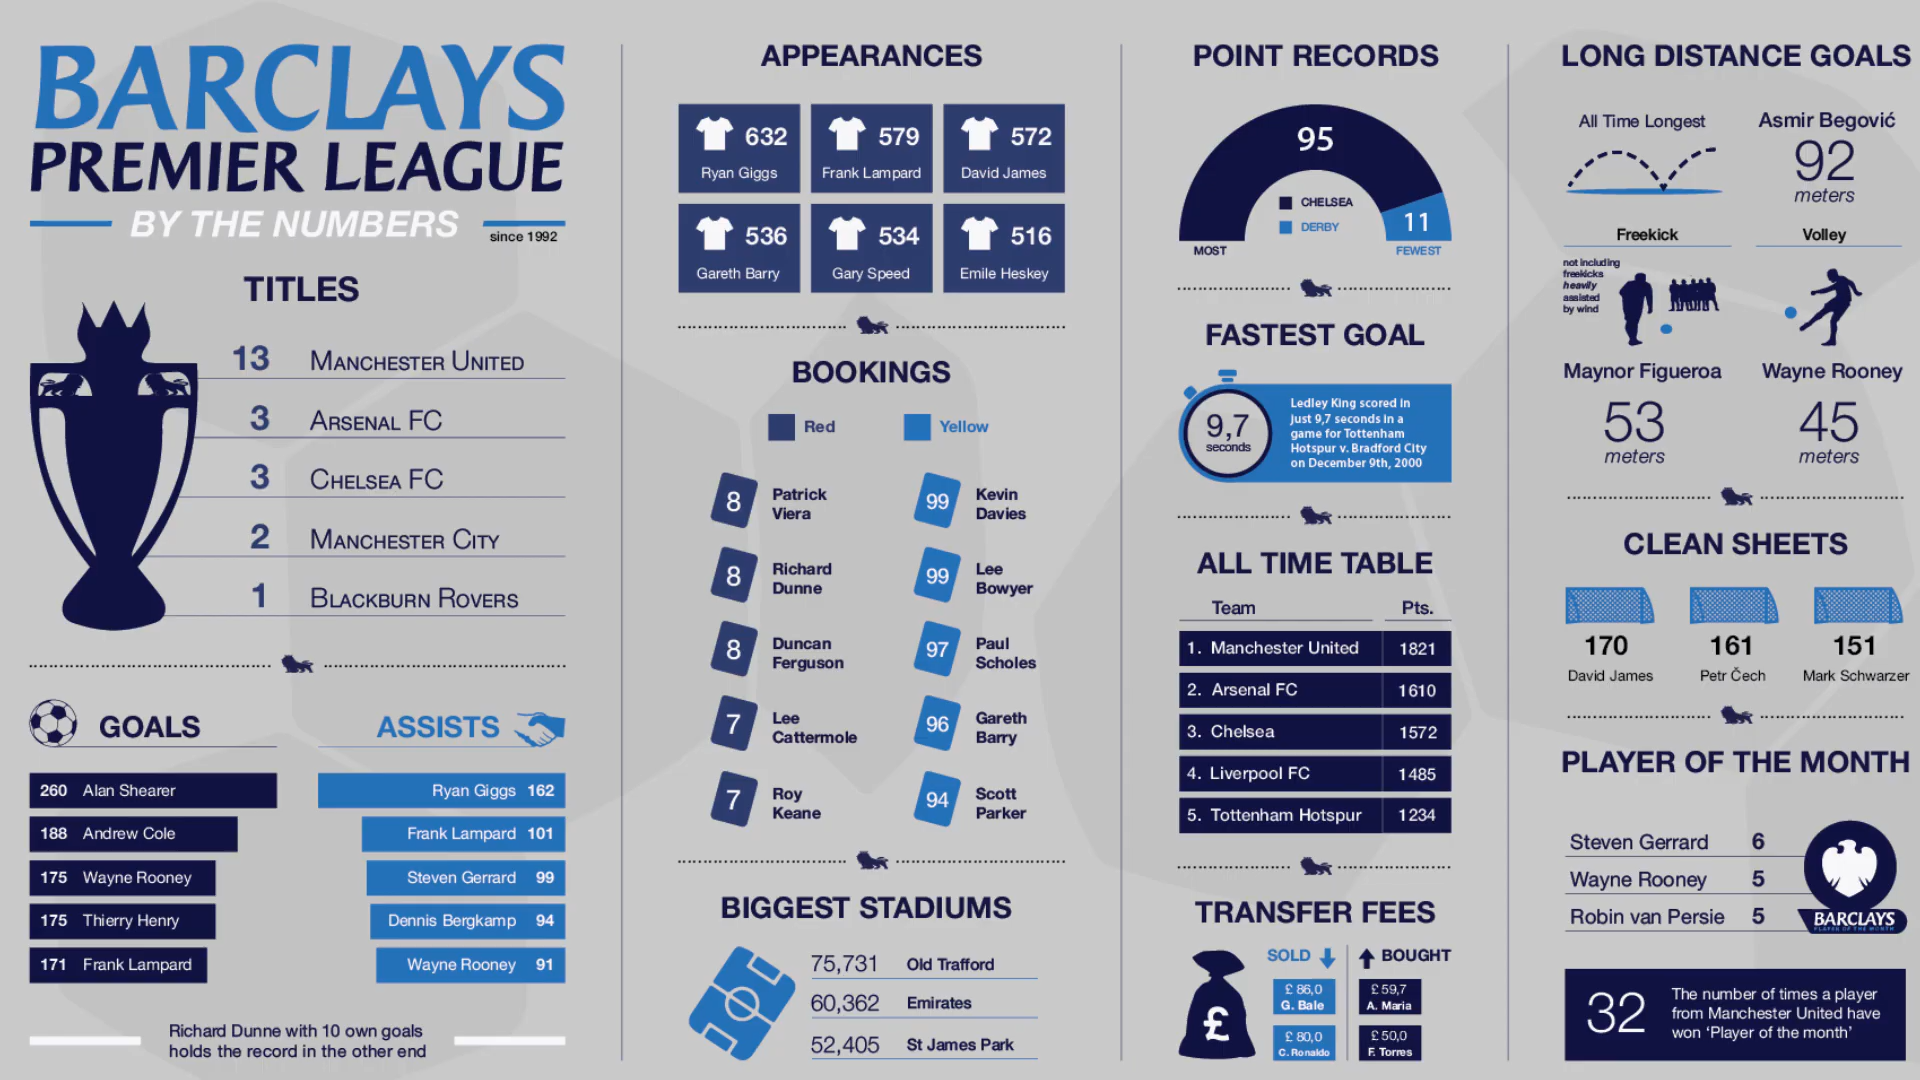 BARCLAYS
PREMIER LEAGUE
BY THE NUMBERS
since 1992
TITLES
13 MANCHESTER UNITED
3 ARSENAL FC
3 CHELSEA FC
2 MANCHESTER CITY
1 BLACKBURN ROVERS
GOALS
260 Alan Shearer
188 Andrew Cole
175 Wayne Rooney
175 Thierry Henry
171 Frank Lampard
ASSISTS
Ryan Giggs 162
Frank Lampard 101
Steven Gerrard 99
Dennis Bergkamp 94
Wayne Rooney 91
Richard Dunne with 10 own goals
holds the record in the other end
APPEARANCES
632
Ryan Giggs
579
Frank Lampard
572
David James
536
Gareth Barry
534
Gary Speed
516
Emile Heskey
BOOKINGS
Red
Yellow
8 Patrick
Viera
8 Richard
Dunne
8 Duncan
Ferguson
7 Lee
Cattermole
7 Roy
Keane
99 Kevin
Davies
99 Lee
Bowyer
97 Paul
Scholes
96 Gareth
Barry
94 Scott
Parker
BIGGEST STADIUMS
75,731 Old Trafford
60,362 Emirates
52,405 St James Park
POINT RECORDS
95
CHELSEA
DERBY
11
MOST
FEWEST
FASTEST GOAL
9,7
seconds
Ledley King scored in
just 9,7 seconds in a
game for Tottenham
Hotspur v. Bradford City
on December 9th, 2000
ALL TIME TABLE
Team Pts.
1. Manchester United 1821
2. Arsenal FC 1610
3. Chelsea 1572
4. Liverpool FC 1485
5. Tottenham Hotspur 1234
TRANSFER FEES
SOLD
£ 86,0
G. Bale
£ 80,0
C. Ronaldo
BOUGHT
£ 59,7
A. Maria
£ 50,0
F. Torres
£
LONG DISTANCE GOALS
All Time Longest
Asmir Begović
92
meters
Freekick
not including
freekicks
heavily
assisted
by wind
Maynor Figueroa
53
meters
Volley
Wayne Rooney
45
meters
CLEAN SHEETS
170
David James
161
Petr Čech
151
Mark Schwarzer
PLAYER OF THE MONTH
Steven Gerrard 6
Wayne Rooney 5
Robin van Persie 5
BARCLAYS
PLAYER OF THE MONTH
32
The number of times a player
from Manchester United have
won ‘Player of the month’